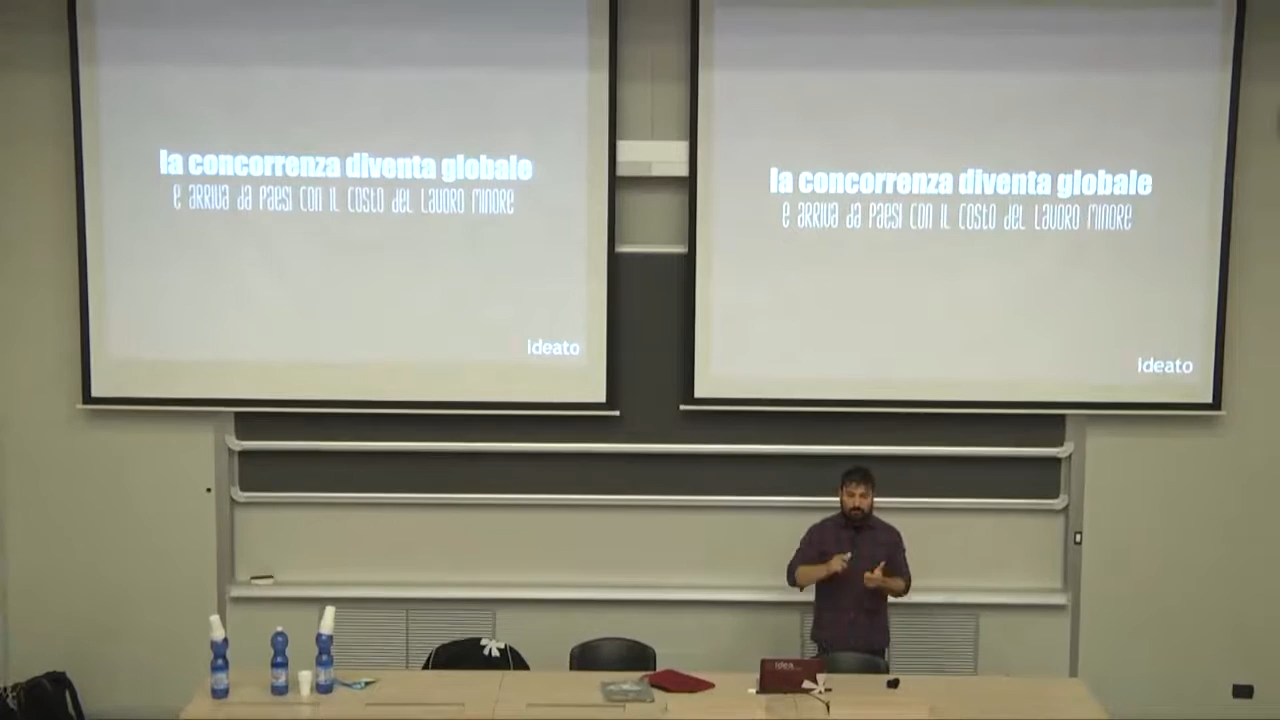 la concorrenza diventa globale
e arriva da paesi con il costo del lavoro minore
ideato
la concorrenza diventa globale
e arriva da paesi con il costo del lavoro minore
ideato
idea